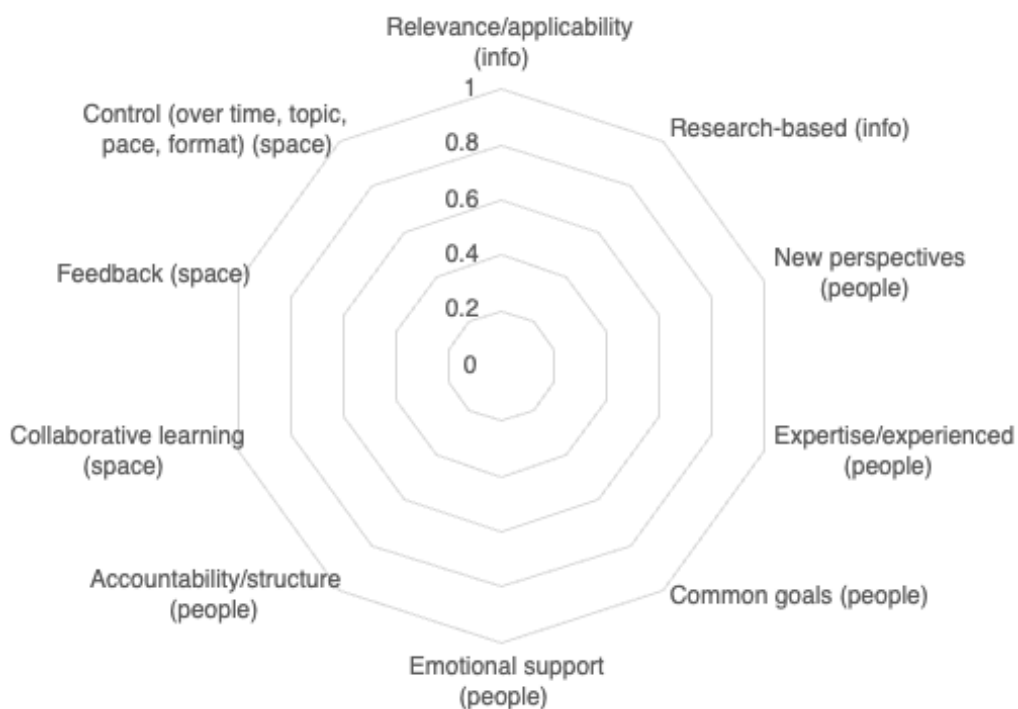 Relevance/applicability
(info)
1
Control (over time, topic,
pace, format) (space)
Research-based (info)
0.8
0.6
Feedback (space)
New perspectives
(people)
0.4
0.2
0
Collaborative learning
(space)
Expertise/experienced
(people)
Accountability/structure
(people)
Common goals (people)
Emotional support
(people)